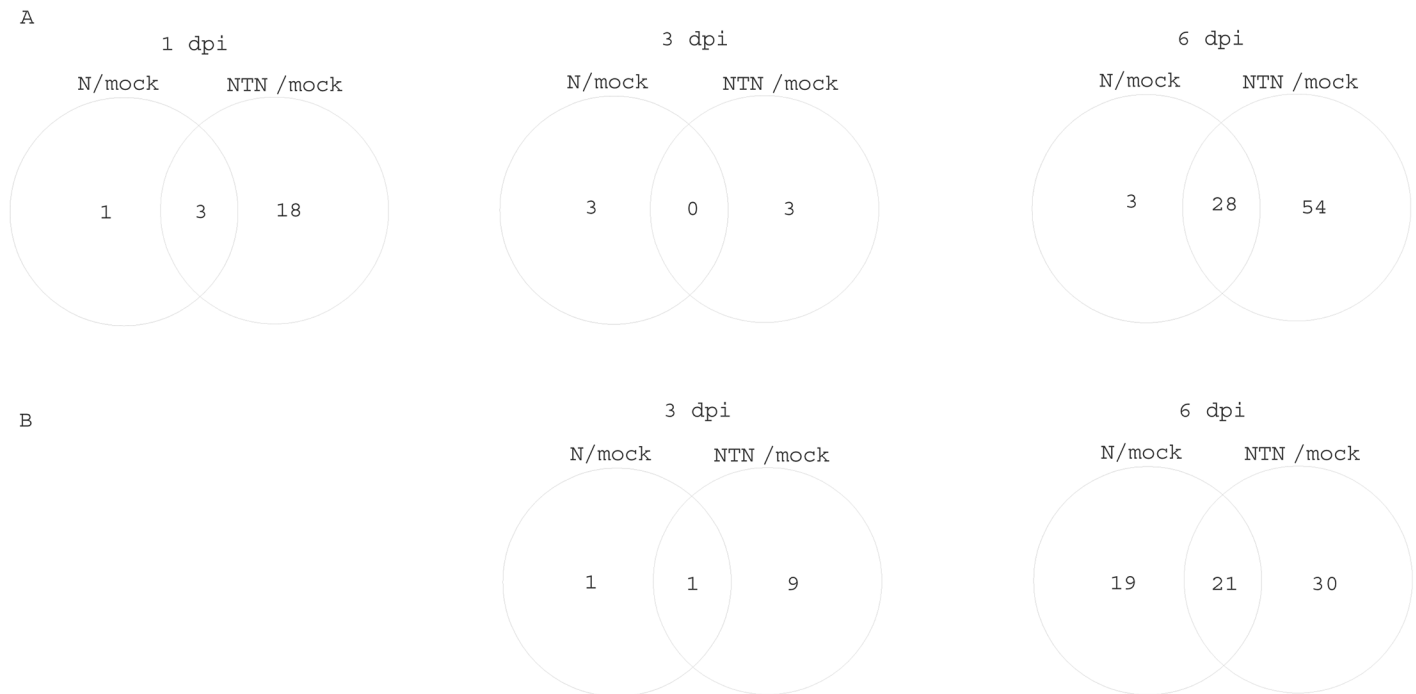 A
1 dpi
N/mock NTN /mock
1 3 18
3 dpi
N/mock NTN /mock
3 0 3
6 dpi
N/mock NTN /mock
3 28 54
B
3 dpi
N/mock NTN /mock
1 1 9
6 dpi
N/mock NTN /mock
19 21 30